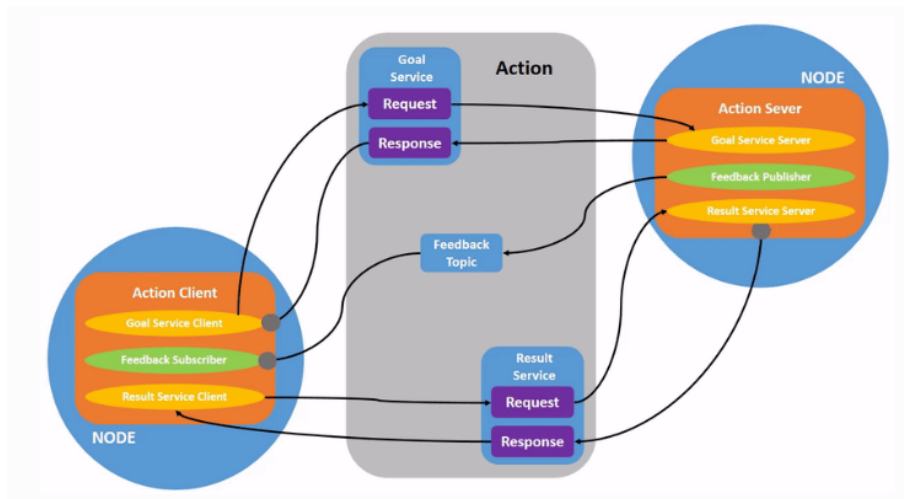 Goal
Service
Request
Response
Action
NODE
Action Sever
Goal Service Server
Feedback Publisher
Result Service Server
Feedback
Topic
Action Client
Goal Service Client
Feedback Subscriber
Result Service Client
NODE
Result
Service
Request
Response